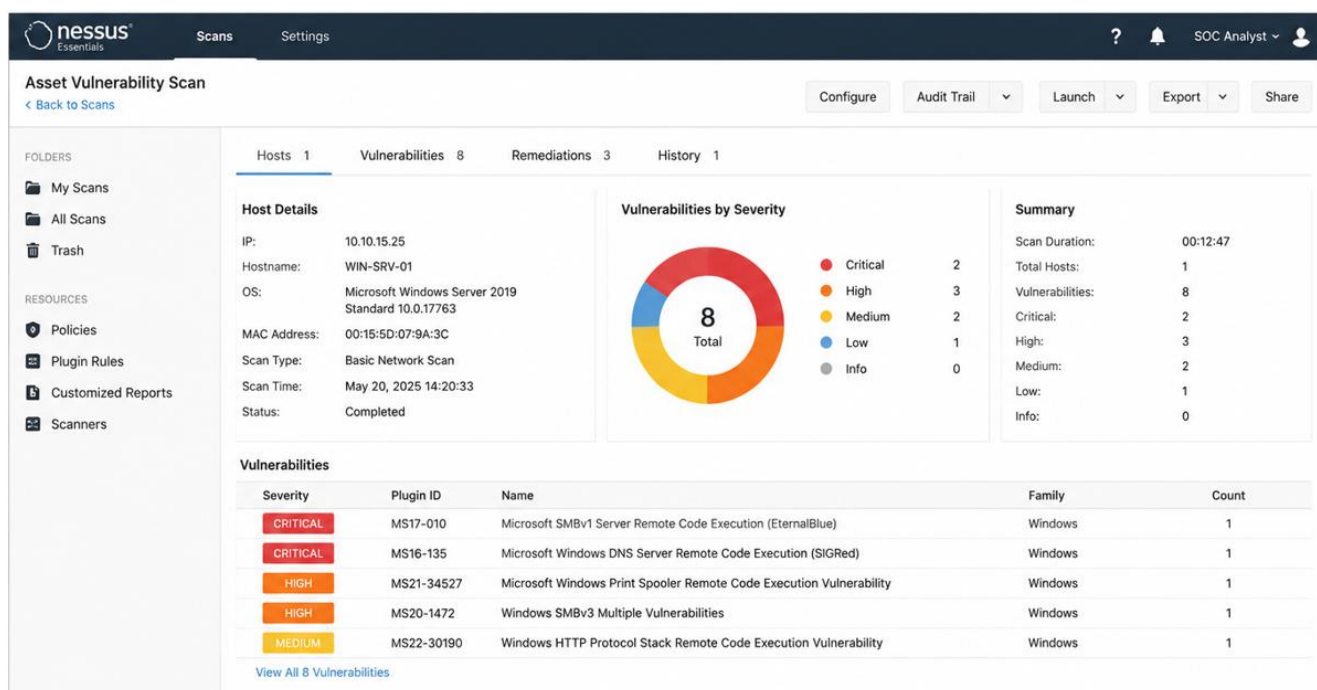 nessus
Essentials
Scans
Settings
?
SOC Analyst
Asset Vulnerability Scan
< Back to Scans
Configure
Audit Trail
Launch
Export
Share
FOLDERS
My Scans
All Scans
Trash
RESOURCES
Policies
Plugin Rules
Customized Reports
Scanners
Hosts 1
Vulnerabilities 8
Remediations 3
History 1
Host Details
IP: 10.10.15.25
Hostname: WIN-SRV-01
OS: Microsoft Windows Server 2019
Standard 10.0.17763
MAC Address: 00:15:5D:07:9A:3C
Scan Type: Basic Network Scan
Scan Time: May 20, 2025 14:20:33
Status: Completed
Vulnerabilities by Severity
8
Total
Critical 2
High 3
Medium 2
Low 1
Info 0
Summary
Scan Duration: 00:12:47
Total Hosts: 1
Vulnerabilities: 8
Critical: 2
High: 3
Medium: 2
Low: 1
Info: 0
Vulnerabilities
Severity Plugin ID Name Family Count
CRITICAL MS17-010 Microsoft SMBv1 Server Remote Code Execution (EternalBlue) Windows 1
CRITICAL MS16-135 Microsoft Windows DNS Server Remote Code Execution (SIGRed) Windows 1
HIGH MS21-34527 Microsoft Windows Print Spooler Remote Code Execution Vulnerability Windows 1
HIGH MS20-1472 Windows SMBv3 Multiple Vulnerabilities Windows 1
MEDIUM MS22-30190 Windows HTTP Protocol Stack Remote Code Execution Vulnerability Windows 1
View All 8 Vulnerabilities